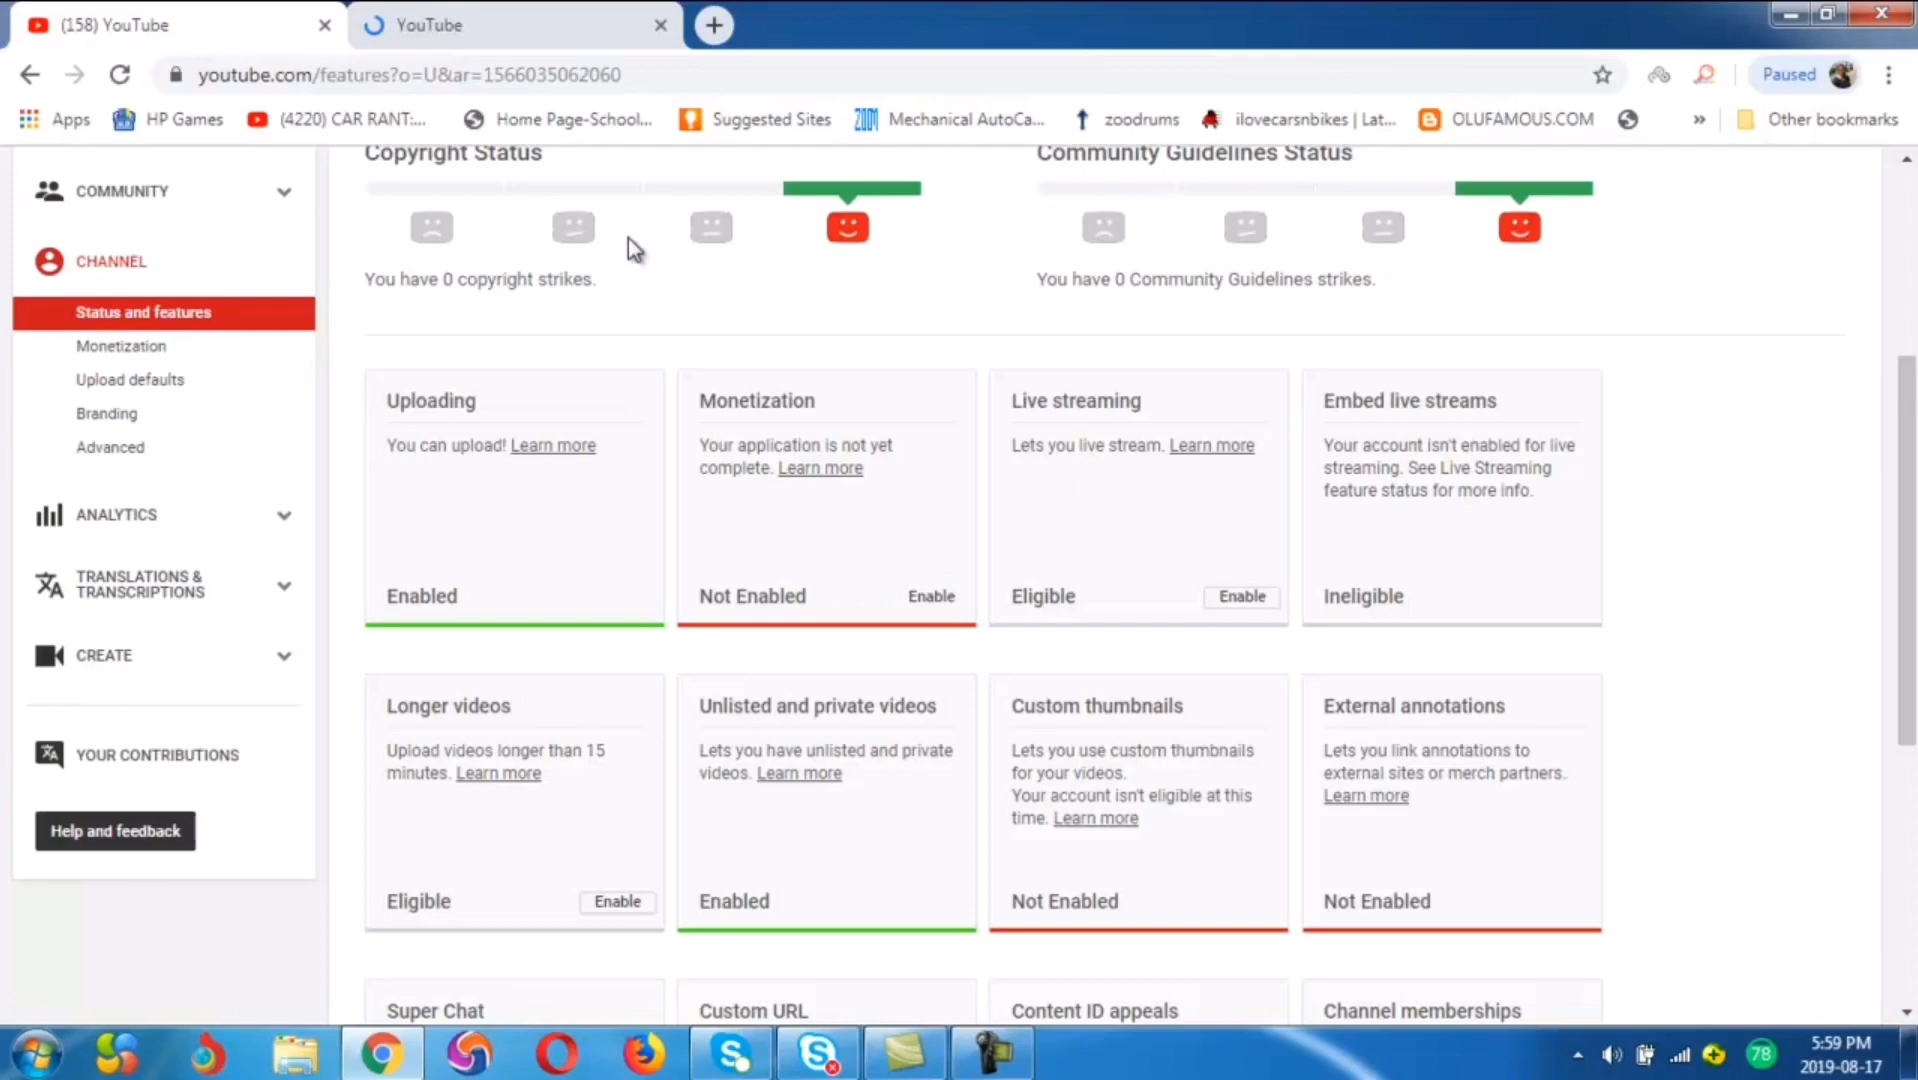 (158) YouTube
YouTube
youtube.com/features?o=U&ar=1566035062060
Paused
Apps
HP Games
(4220) CAR RANT:...
Home Page-School...
Suggested Sites
Mechanical AutoCa...
zoodrums
ilovecarsnbikes | Lat...
OLUFAMOUS.COM
»
Other bookmarks
COMMUNITY
CHANNEL
Status and features
Monetization
Upload defaults
Branding
Advanced
ANALYTICS
TRANSLATIONS &
TRANSCRIPTIONS
CREATE
YOUR CONTRIBUTIONS
Help and feedback
Copyright Status
You have 0 copyright strikes.
Community Guidelines Status
You have 0 Community Guidelines strikes.
Uploading
You can upload! Learn more
Enabled
Monetization
Your application is not yet
complete. Learn more
Not Enabled
Enable
Live streaming
Lets you live stream. Learn more
Eligible
Enable
Embed live streams
Your account isn't enabled for live
streaming. See Live Streaming
feature status for more info.
Ineligible
Longer videos
Upload videos longer than 15
minutes. Learn more
Eligible
Enable
Unlisted and private videos
Lets you have unlisted and private
videos. Learn more
Enabled
Custom thumbnails
Lets you use custom thumbnails
for your videos.
Your account isn't eligible at this
time. Learn more
Not Enabled
External annotations
Lets you link annotations to
external sites or merch partners.
Learn more
Not Enabled
Super Chat
Custom URL
Content ID appeals
Channel memberships
78
5:59 PM
2019-08-17